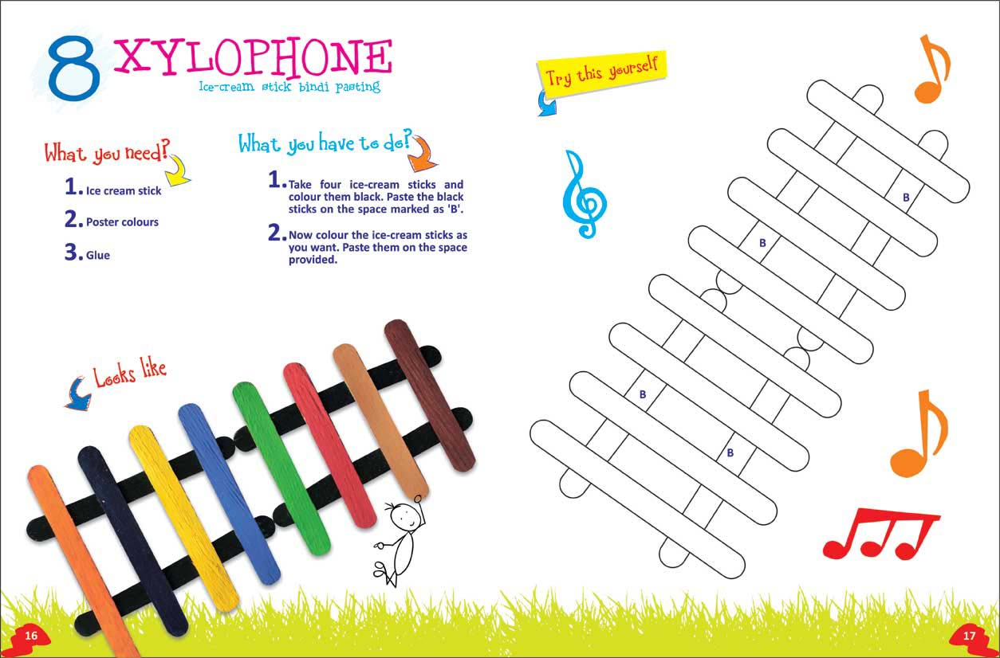 8 XYLOPHONE
Ice-cream stick bindi pasting
What you need?
1. Ice cream stick
2. Poster colours
3. Glue
What you have to do?
1. Take four ice-cream sticks and
colour them black. Paste the black
sticks on the space marked as 'B'.
2. Now colour the ice-cream sticks as
you want. Paste them on the space
provided.
Looks like
16
Try this yourself
B
B
B
B
17